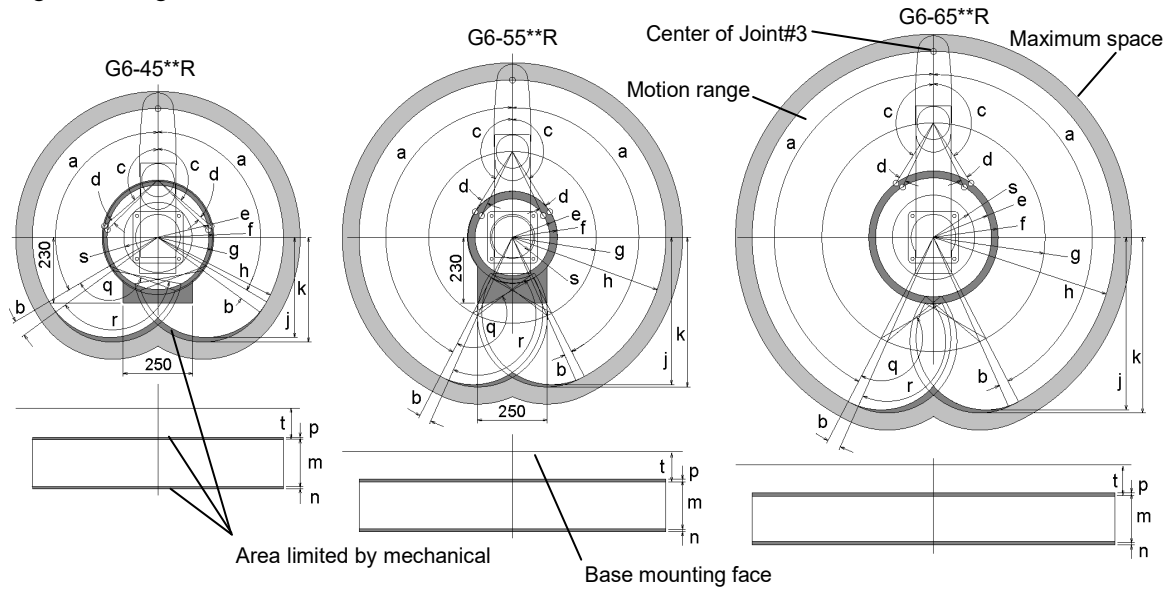 G6-45**R
G6-55**R
G6-65**R
Center of Joint#3
Maximum space
Motion range
a
a
c
c
d
d
e
f
g
h
s
230
b
b
q
r
j
k
250
t
p
m
n
a
a
c
c
d
d
e
f
g
h
s
230
b
b
q
r
j
k
250
t
p
m
n
a
a
c
c
d
d
s
e
f
g
h
b
b
q
r
j
k
t
p
m
n
Area limited by mechanical
Base mounting face